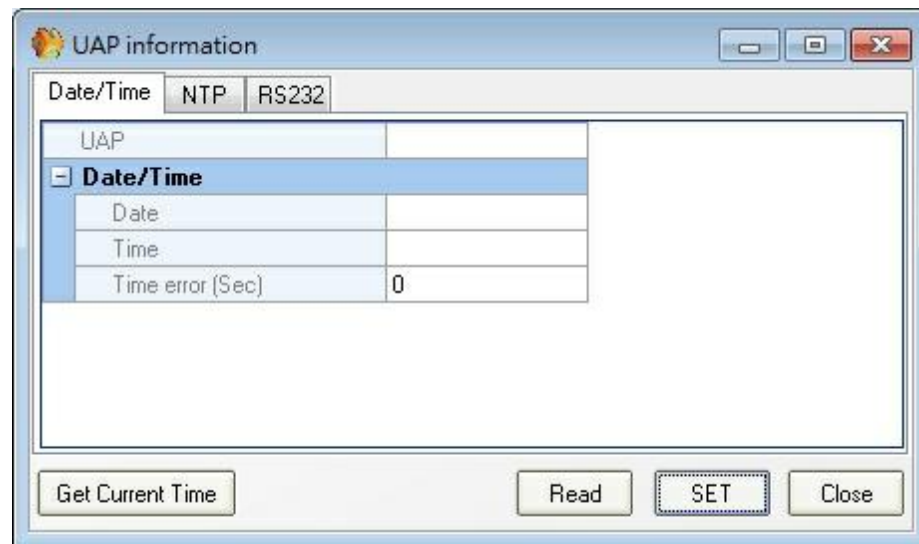 UAP information
Date/Time NTP RS232
UAP
Date/Time
Date
Time
Time error (Sec) 0
Get Current Time Read SET Close